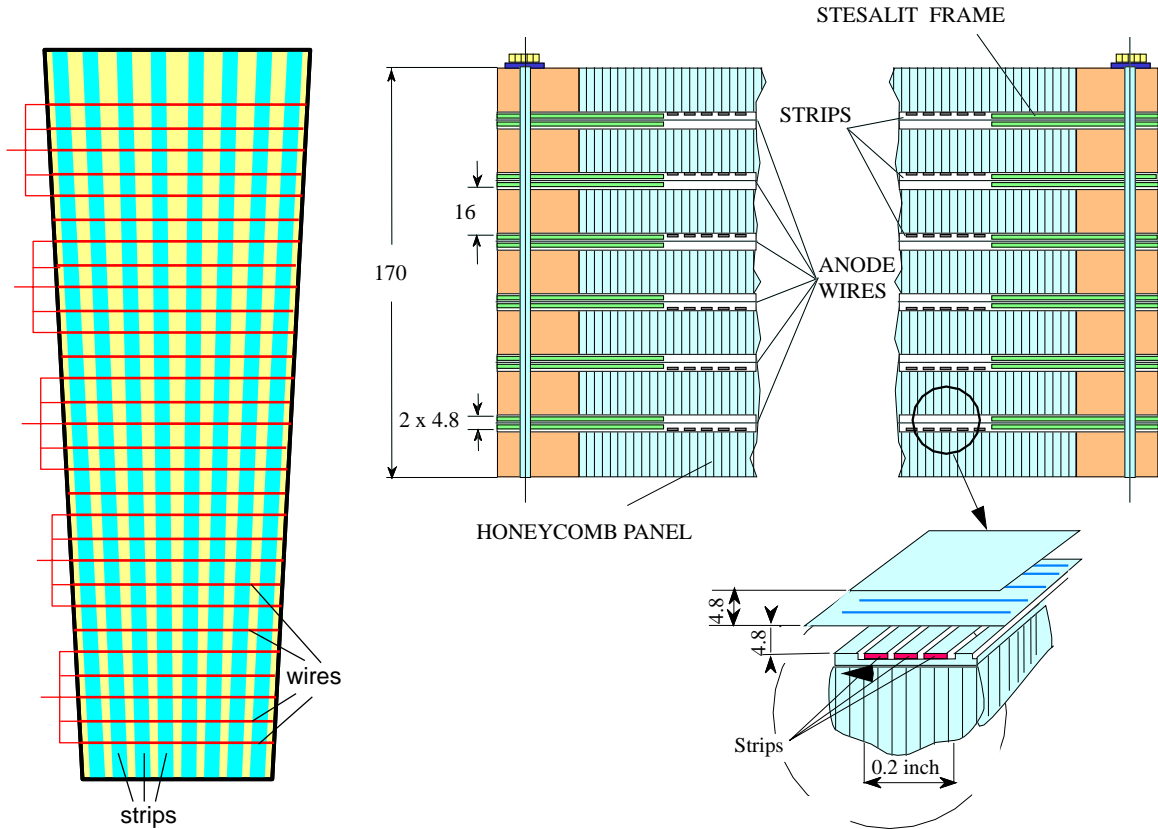 STESALIT FRAME
STRIPS
16
170
ANODE
WIRES
2 x 4.8
HONEYCOMB PANEL
4.8
4.8
wires
Strips
0.2 inch
strips